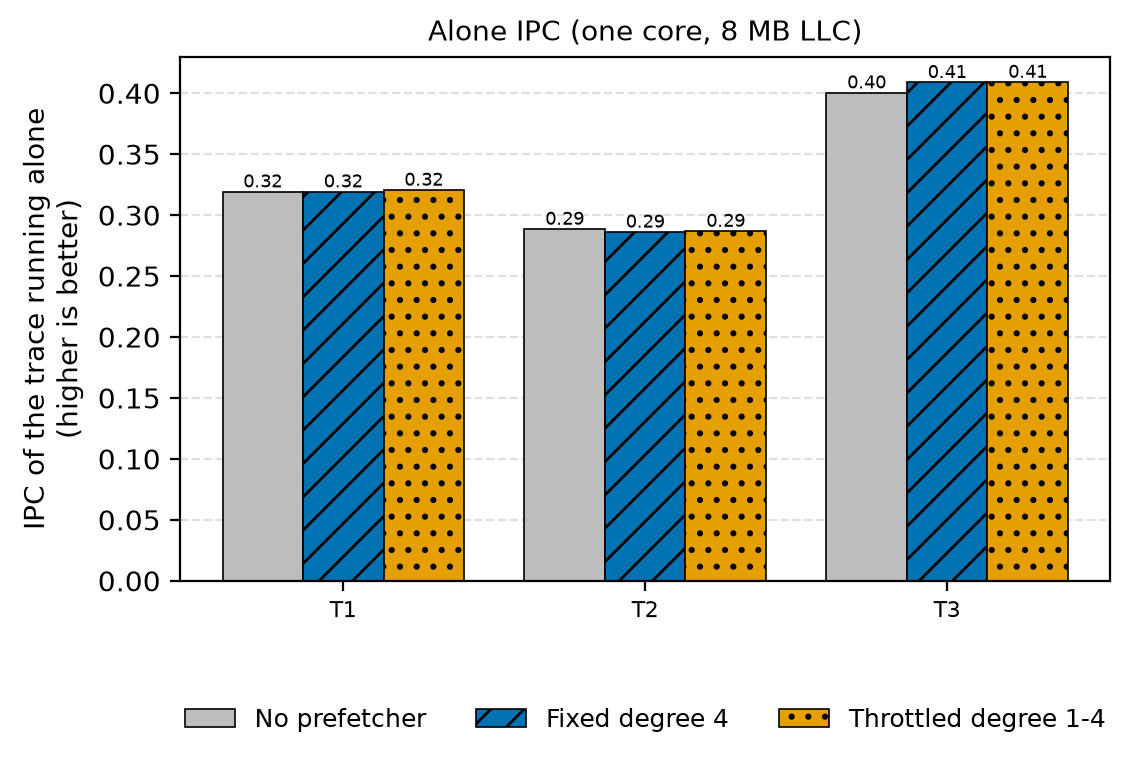 Alone IPC (one core, 8 MB LLC)
IPC of the trace running alone
(higher is better)
0.40
0.35
0.30
0.25
0.20
0.15
0.10
0.05
0.00
0.32 0.32 0.32
0.29 0.29 0.29
0.40 0.41 0.41
T1 T2 T3
No prefetcher Fixed degree 4 Throttled degree 1-4